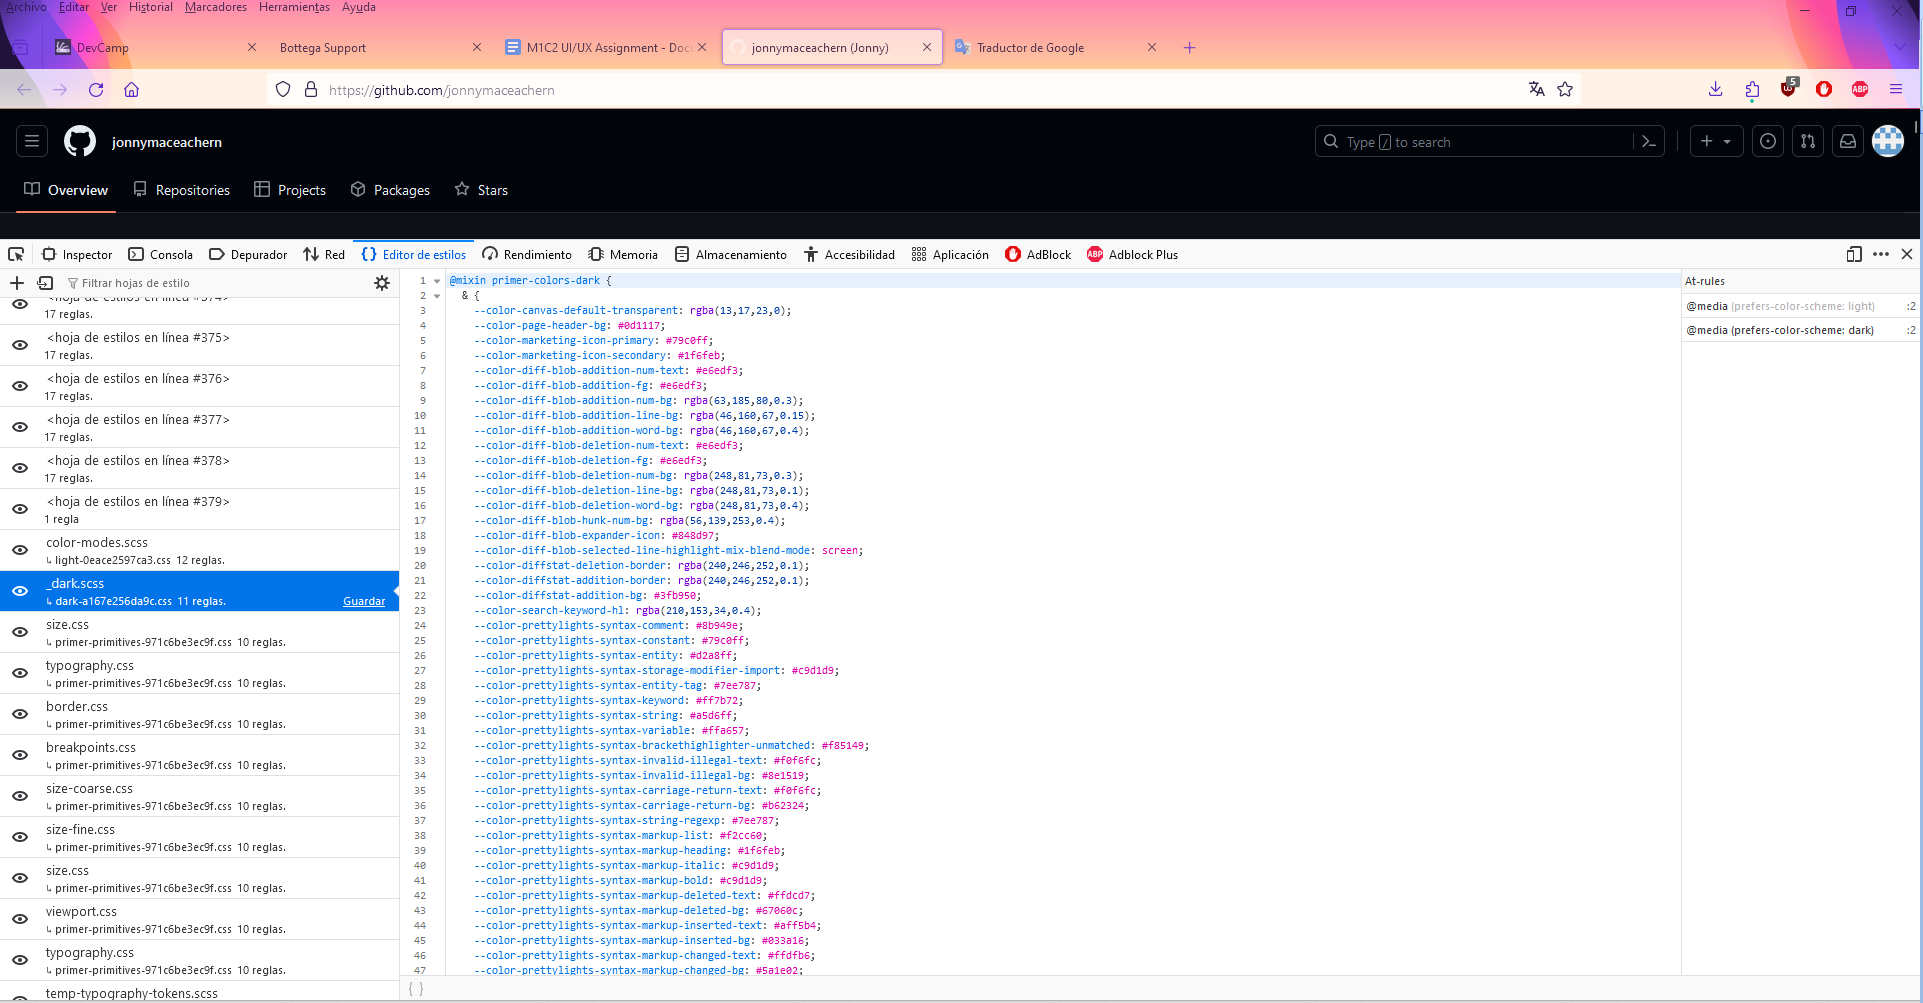 Archivo Editar Ver Historial Marcadores Herramientas Ayuda
DevCamp
Bottega Support
M1C2 UI/UX Assignment - Doc
jonnymaceachern (Jonny)
Traductor de Google
https://github.com/jonnymaceachern
5
ABP
jonnymaceachern
Type / to search
Overview Repositories Projects Packages Stars
Inspector Consola Depurador Red Editor de estilos Rendimiento Memoria Almacenamiento Accesibilidad Aplicación AdBlock ABP Adblock Plus
Filtrar hojas de estilo
<hoja de estilos en línea #374>
17 reglas.
<hoja de estilos en línea #375>
17 reglas.
<hoja de estilos en línea #376>
17 reglas.
<hoja de estilos en línea #377>
17 reglas.
<hoja de estilos en línea #378>
17 reglas.
<hoja de estilos en línea #379>
1 regla
color-modes.scss
↳ light-0eace2597ca3.css 12 reglas.
_dark.scss
↳ dark-a167e256da9c.css 11 reglas. Guardar
size.css
↳ primer-primitives-971c6be3ec9f.css 10 reglas.
typography.css
↳ primer-primitives-971c6be3ec9f.css 10 reglas.
border.css
↳ primer-primitives-971c6be3ec9f.css 10 reglas.
breakpoints.css
↳ primer-primitives-971c6be3ec9f.css 10 reglas.
size-coarse.css
↳ primer-primitives-971c6be3ec9f.css 10 reglas.
size-fine.css
↳ primer-primitives-971c6be3ec9f.css 10 reglas.
size.css
↳ primer-primitives-971c6be3ec9f.css 10 reglas.
viewport.css
↳ primer-primitives-971c6be3ec9f.css 10 reglas.
typography.css
↳ primer-primitives-971c6be3ec9f.css 10 reglas.
temp-typography-tokens.scss
1 @mixin primer-colors-dark {
2 & {
3 --color-canvas-default-transparent: rgba(13,17,23,0);
4 --color-page-header-bg: #0d1117;
5 --color-marketing-icon-primary: #79c0ff;
6 --color-marketing-icon-secondary: #1f6feb;
7 --color-diff-blob-addition-num-text: #e6edf3;
8 --color-diff-blob-addition-fg: #e6edf3;
9 --color-diff-blob-addition-num-bg: rgba(63,185,80,0.3);
10 --color-diff-blob-addition-line-bg: rgba(46,160,67,0.15);
11 --color-diff-blob-addition-word-bg: rgba(46,160,67,0.4);
12 --color-diff-blob-deletion-num-text: #e6edf3;
13 --color-diff-blob-deletion-fg: #e6edf3;
14 --color-diff-blob-deletion-num-bg: rgba(248,81,73,0.3);
15 --color-diff-blob-deletion-line-bg: rgba(248,81,73,0.1);
16 --color-diff-blob-deletion-word-bg: rgba(248,81,73,0.4);
17 --color-diff-blob-hunk-num-bg: rgba(56,139,253,0.4);
18 --color-diff-blob-expander-icon: #848d97;
19 --color-diff-blob-selected-line-highlight-mix-blend-mode: screen;
20 --color-diffstat-deletion-border: rgba(240,246,252,0.1);
21 --color-diffstat-addition-border: rgba(240,246,252,0.1);
22 --color-diffstat-addition-bg: #3fb950;
23 --color-search-keyword-hl: rgba(210,153,34,0.4);
24 --color-prettylights-syntax-comment: #8b949e;
25 --color-prettylights-syntax-constant: #79c0ff;
26 --color-prettylights-syntax-entity: #d2a8ff;
27 --color-prettylights-syntax-storage-modifier-import: #c9d1d9;
28 --color-prettylights-syntax-entity-tag: #7ee787;
29 --color-prettylights-syntax-keyword: #ff7b72;
30 --color-prettylights-syntax-string: #a5d6ff;
31 --color-prettylights-syntax-variable: #ffa657;
32 --color-prettylights-syntax-brackethighlighter-unmatched: #f85149;
33 --color-prettylights-syntax-invalid-illegal-text: #f0f6fc;
34 --color-prettylights-syntax-invalid-illegal-bg: #8e1519;
35 --color-prettylights-syntax-carriage-return-text: #f0f6fc;
36 --color-prettylights-syntax-carriage-return-bg: #b62324;
37 --color-prettylights-syntax-string-regexp: #7ee787;
38 --color-prettylights-syntax-markup-list: #f2cc60;
39 --color-prettylights-syntax-markup-heading: #1f6feb;
40 --color-prettylights-syntax-markup-italic: #c9d1d9;
41 --color-prettylights-syntax-markup-bold: #c9d1d9;
42 --color-prettylights-syntax-markup-deleted-text: #ffdcd7;
43 --color-prettylights-syntax-markup-deleted-bg: #67060c;
44 --color-prettylights-syntax-markup-inserted-text: #aff5b4;
45 --color-prettylights-syntax-markup-inserted-bg: #033a16;
46 --color-prettylights-syntax-markup-changed-text: #ffdfb6;
47 --color-prettylights-syntax-markup-changed-bg: #5a1e02;
{ }
At-rules
@media (prefers-color-scheme: light) :2
@media (prefers-color-scheme: dark) :2